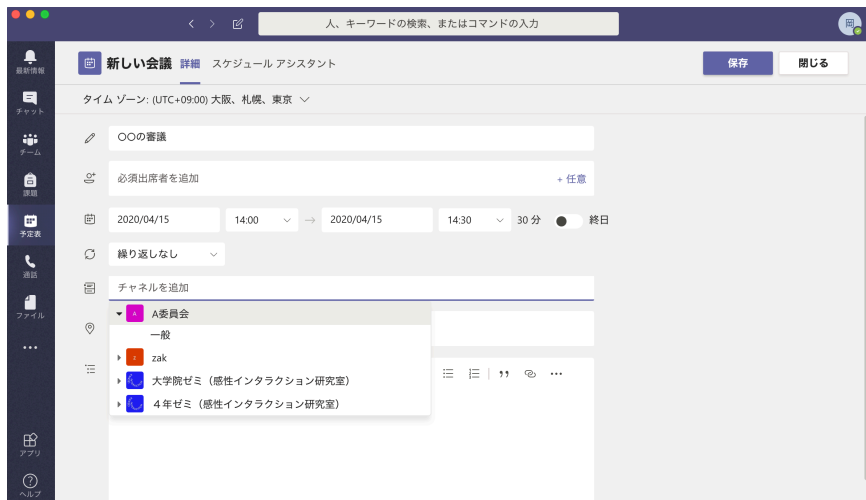 人、キーワードの検索、またはコマンドの入力
岡
最新情報
チャット
チーム
課題
予定表
通話
ファイル
アプリ
ヘルプ
新しい会議 詳細 スケジュール アシスタント
保存 閉じる
タイム ゾーン: (UTC+09:00) 大阪、札幌、東京
〇〇の審議
必須出席者を追加 + 任意
2020/04/15 14:00 → 2020/04/15 14:30 30 分 終日
繰り返しなし
チャネルを追加
A A委員会
一般
z zak
大学院ゼミ（感性インタラクション研究室）
４年ゼミ（感性インタラクション研究室）